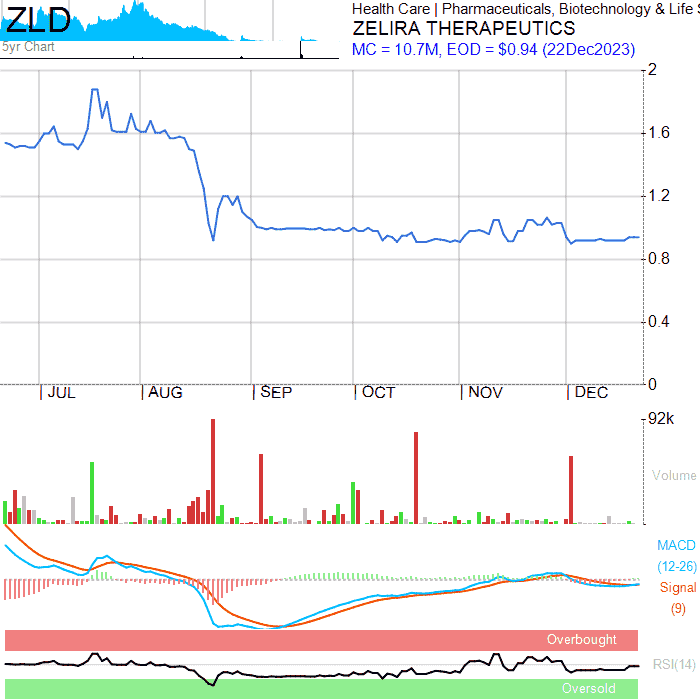 ZLD
5yr Chart
Health Care | Pharmaceuticals, Biotechnology & Life S
ZELIRA THERAPEUTICS
MC = 10.7M, EOD = $0.94 (22Dec2023)
2
1.6
1.2
0.8
0.4
0
JUL AUG SEP OCT NOV DEC
92k
Volume
MACD
(12-26)
Signal
(9)
Overbought
RSI(14)
Oversold